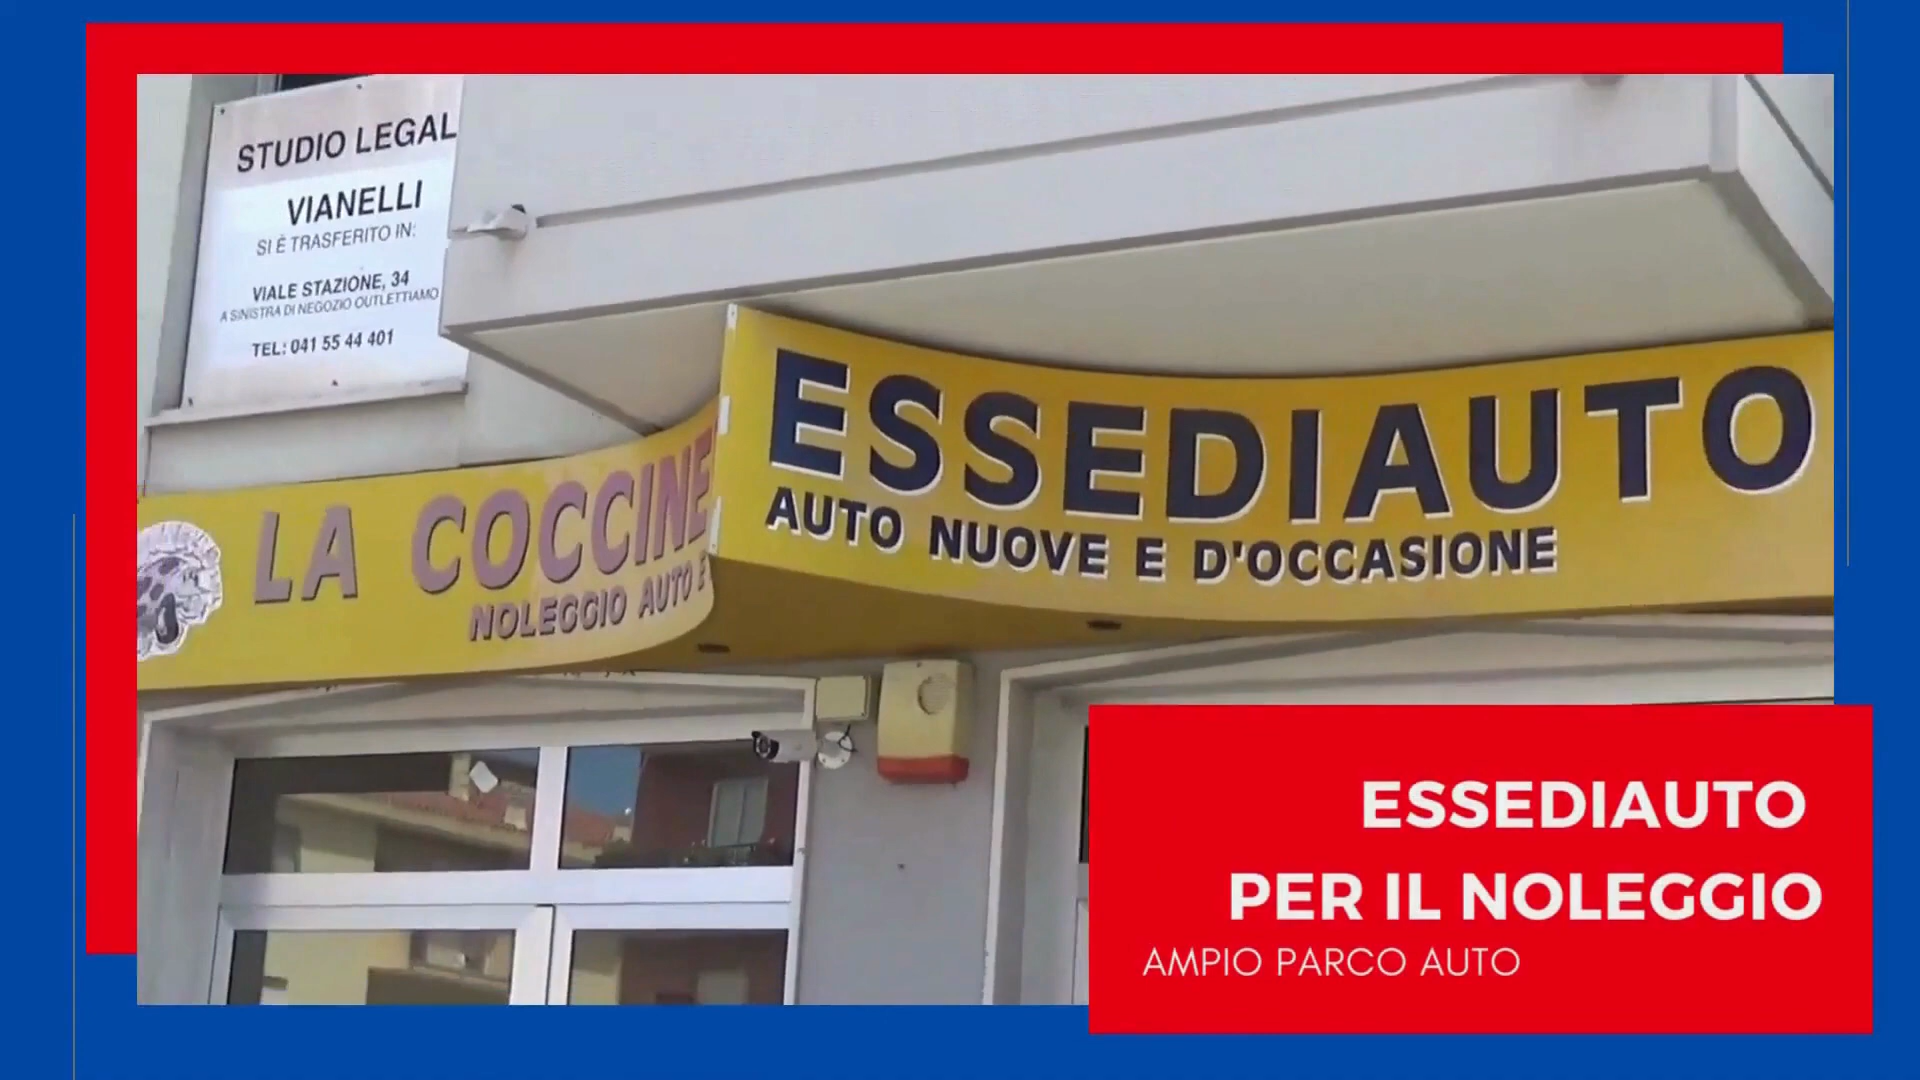 STUDIO LEGAL
VIANELLI
SI È TRASFERITO IN:
VIALE STAZIONE, 34
A SINISTRA DI NEGOZIO OUTLETTIAMO
TEL: 041 55 44 401
LA COCCINE
NOLEGGIO AUTO E
ESSEDIAUTO
AUTO NUOVE E D'OCCASIONE
ESSEDIAUTO
PER IL NOLEGGIO
AMPIO PARCO AUTO